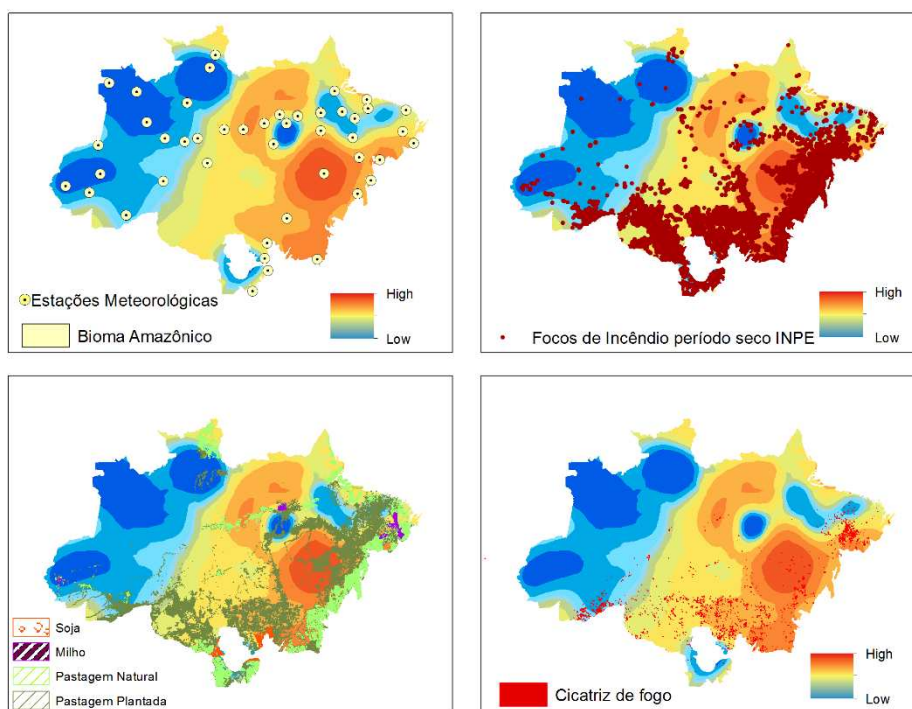 Estações Meteorológicas
Bioma Amazônico
High
Low
Focos de Incêndio período seco INPE
High
Low
Soja
Milho
Pastagem Natural
Pastagem Plantada
Cicatriz de fogo
High
Low